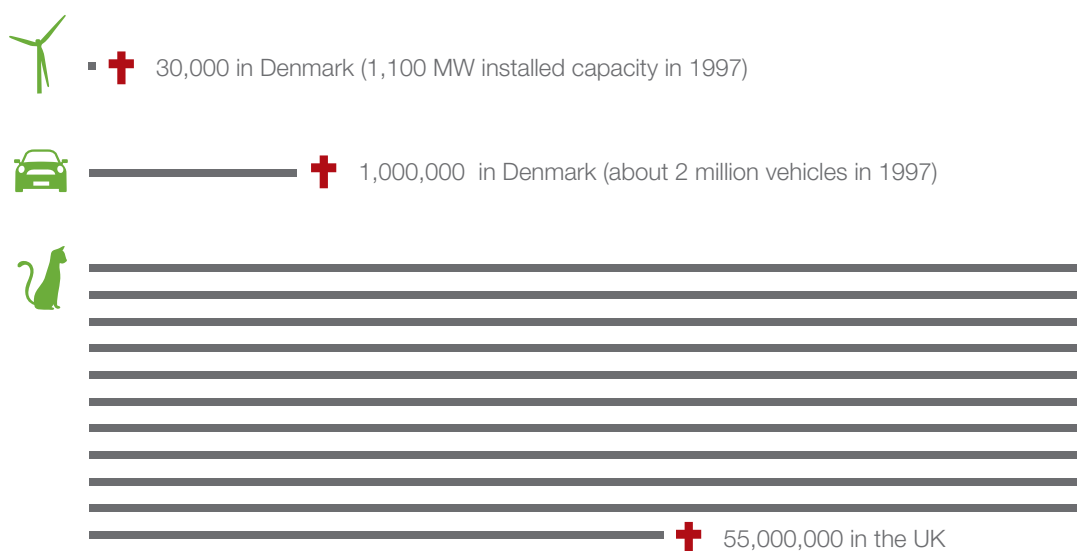 30,000 in Denmark (1,100 MW installed capacity in 1997)
1,000,000 in Denmark (about 2 million vehicles in 1997)
55,000,000 in the UK